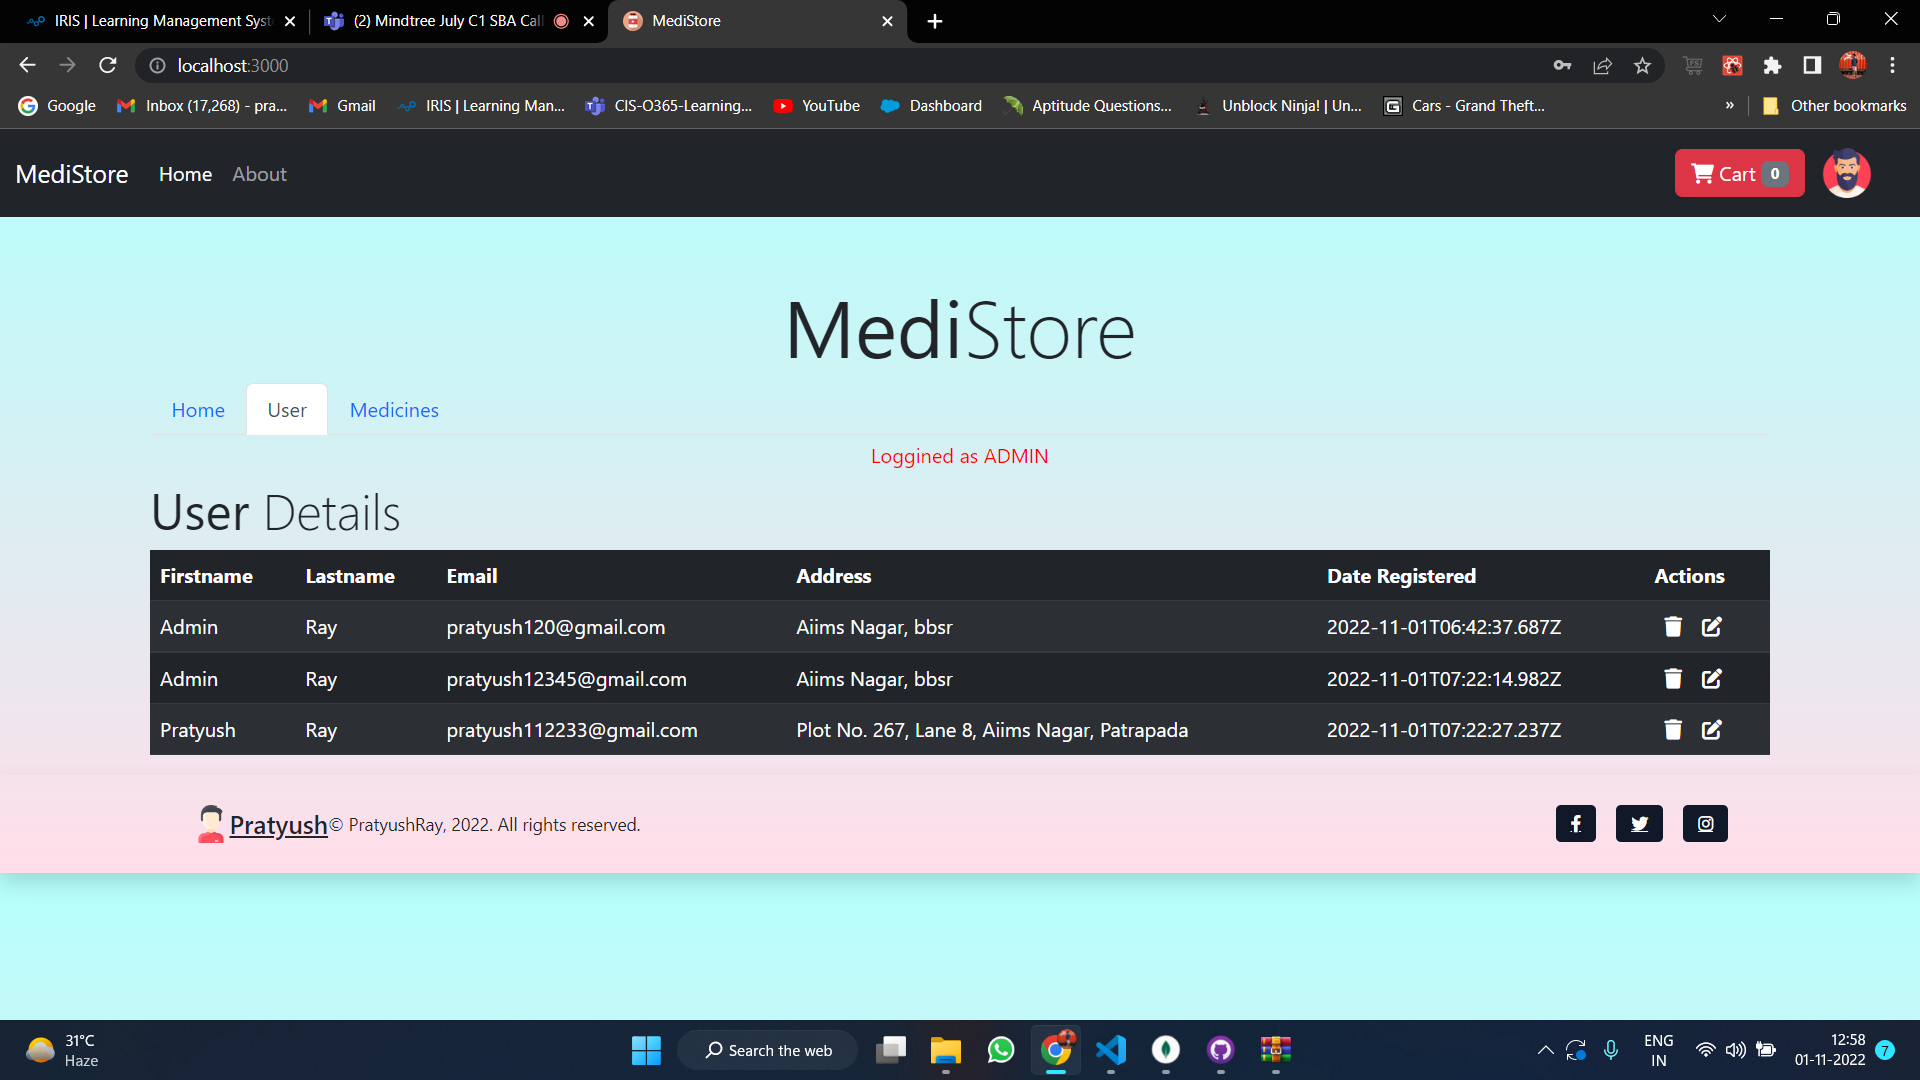 IRIS | Learning Management Syst
(2) Mindtree July C1 SBA Call
MediStore
localhost:3000
Google
Inbox (17,268) - pra...
Gmail
IRIS | Learning Man...
CIS-O365-Learning...
YouTube
Dashboard
Aptitude Questions...
Unblock Ninja! | Un...
Cars - Grand Theft...
»
Other bookmarks
MediStore
Home
About
Cart 0
MediStore
Home
User
Medicines
Loggined as ADMIN
User Details
Firstname Lastname Email Address Date Registered Actions
Admin Ray pratyush120@gmail.com Aiims Nagar, bbsr 2022-11-01T06:42:37.687Z
Admin Ray pratyush12345@gmail.com Aiims Nagar, bbsr 2022-11-01T07:22:14.982Z
Pratyush Ray pratyush112233@gmail.com Plot No. 267, Lane 8, Aiims Nagar, Patrapada 2022-11-01T07:22:27.237Z
Pratyush© PratyushRay, 2022. All rights reserved.
31°C
Haze
Search the web
ENG
IN
12:58
01-11-2022
7